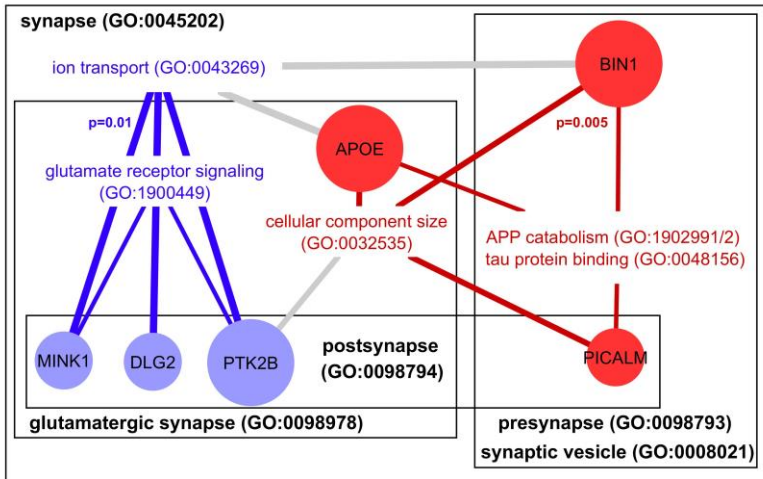 synapse (GO:0045202)
ion transport (GO:0043269)
BIN1
p=0.01
p=0.005
APOE
glutamate receptor signaling
(GO:1900449)
cellular component size
(GO:0032535)
APP catabolism (GO:1902991/2)
tau protein binding (GO:0048156)
MINK1
DLG2
PTK2B
postsynapse
(GO:0098794)
PICALM
glutamatergic synapse (GO:0098978)
presynapse (GO:0098793)
synaptic vesicle (GO:0008021)